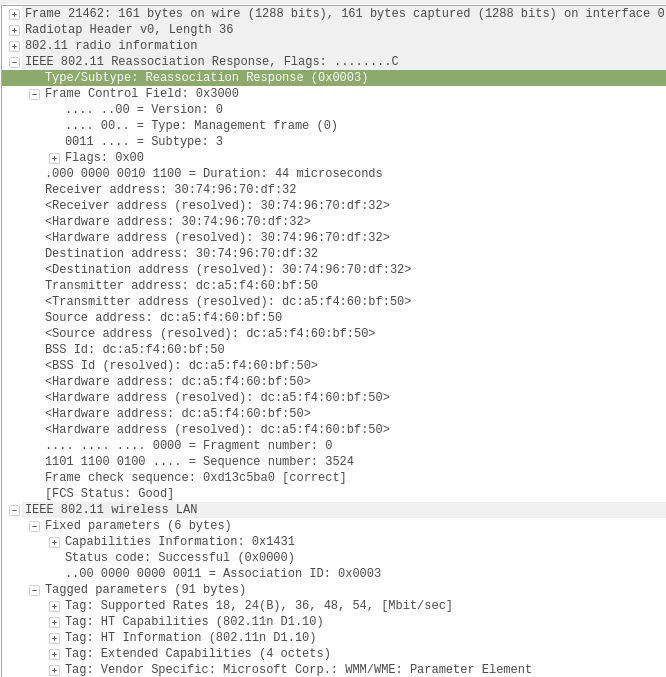 Frame 21462: 161 bytes on wire (1288 bits), 161 bytes captured (1288 bits) on interface 0
Radiotap Header v0, Length 36
802.11 radio information
IEEE 802.11 Reassociation Response, Flags: ........C
Type/Subtype: Reassociation Response (0x0003)
Frame Control Field: 0x3000
.... ..00 = Version: 0
.... 00.. = Type: Management frame (0)
0011 .... = Subtype: 3
Flags: 0x00
.000 0000 0010 1100 = Duration: 44 microseconds
Receiver address: 30:74:96:70:df:32
<Receiver address (resolved): 30:74:96:70:df:32>
<Hardware address: 30:74:96:70:df:32>
<Hardware address (resolved): 30:74:96:70:df:32>
Destination address: 30:74:96:70:df:32
<Destination address (resolved): 30:74:96:70:df:32>
Transmitter address: dc:a5:f4:60:bf:50
<Transmitter address (resolved): dc:a5:f4:60:bf:50>
Source address: dc:a5:f4:60:bf:50
<Source address (resolved): dc:a5:f4:60:bf:50>
BSS Id: dc:a5:f4:60:bf:50
<BSS Id (resolved): dc:a5:f4:60:bf:50>
<Hardware address: dc:a5:f4:60:bf:50>
<Hardware address (resolved): dc:a5:f4:60:bf:50>
<Hardware address: dc:a5:f4:60:bf:50>
<Hardware address (resolved): dc:a5:f4:60:bf:50>
.... .... .... 0000 = Fragment number: 0
1101 1100 0100 .... = Sequence number: 3524
Frame check sequence: 0xd13c5ba0 [correct]
[FCS Status: Good]
IEEE 802.11 wireless LAN
Fixed parameters (6 bytes)
Capabilities Information: 0x1431
Status code: Successful (0x0000)
..00 0000 0000 0011 = Association ID: 0x0003
Tagged parameters (91 bytes)
Tag: Supported Rates 18, 24(B), 36, 48, 54, [Mbit/sec]
Tag: HT Capabilities (802.11n D1.10)
Tag: HT Information (802.11n D1.10)
Tag: Extended Capabilities (4 octets)
Tag: Vendor Specific: Microsoft Corp.: WMM/WME: Parameter Element